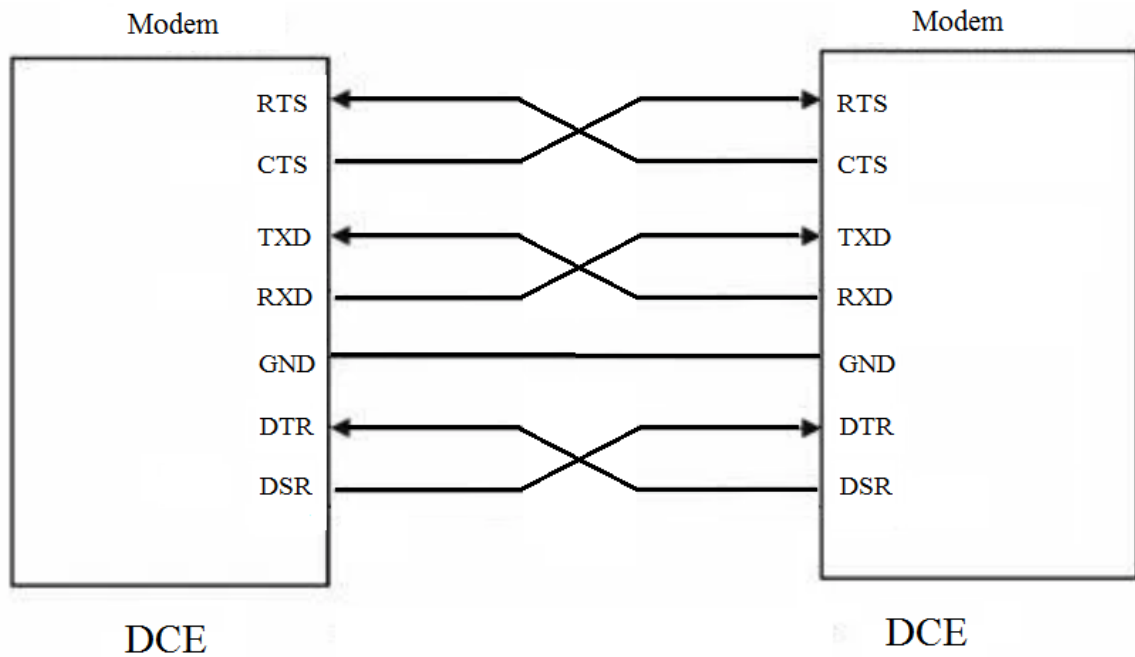 Modem
Modem
RTS
RTS
CTS
CTS
TXD
TXD
RXD
RXD
GND
GND
DTR
DTR
DSR
DSR
DCE
DCE